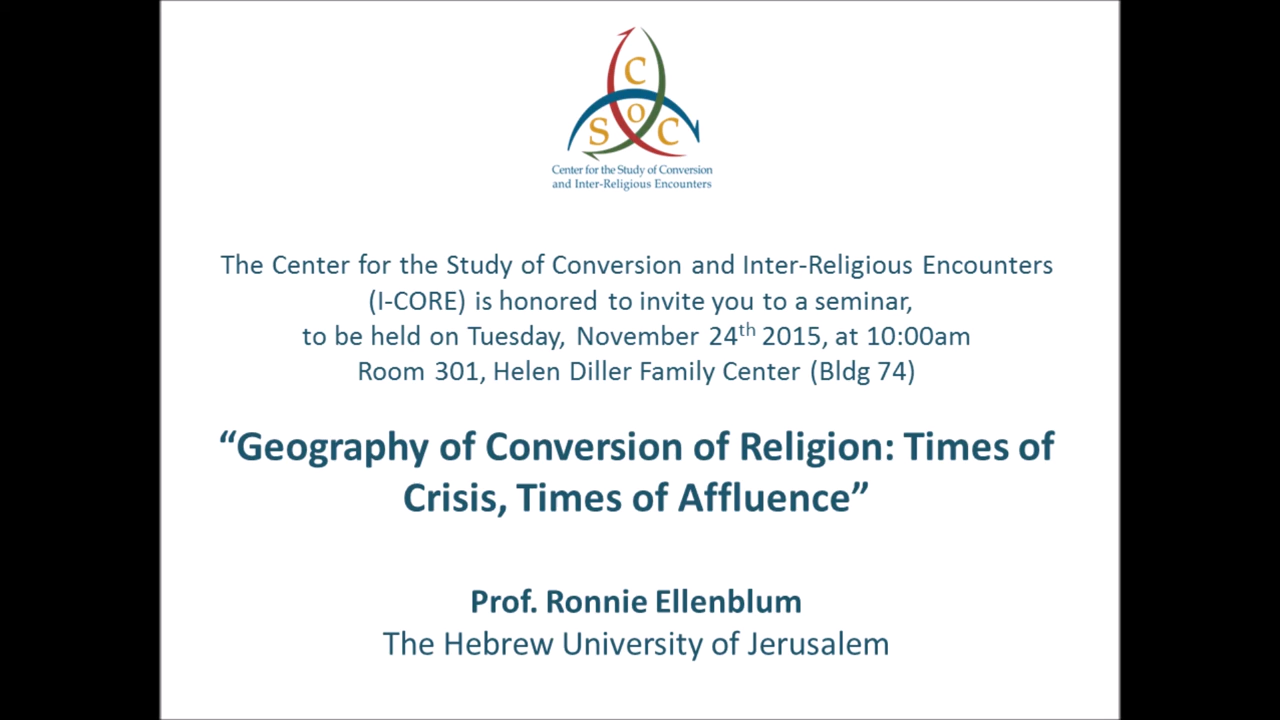 C
O
S C
Center for the Study of Conversion
and Inter-Religious Encounters
The Center for the Study of Conversion and Inter-Religious Encounters
(I-CORE) is honored to invite you to a seminar,
to be held on Tuesday, November 24th 2015, at 10:00am
Room 301, Helen Diller Family Center (Bldg 74)
“Geography of Conversion of Religion: Times of
Crisis, Times of Affluence”
Prof. Ronnie Ellenblum
The Hebrew University of Jerusalem